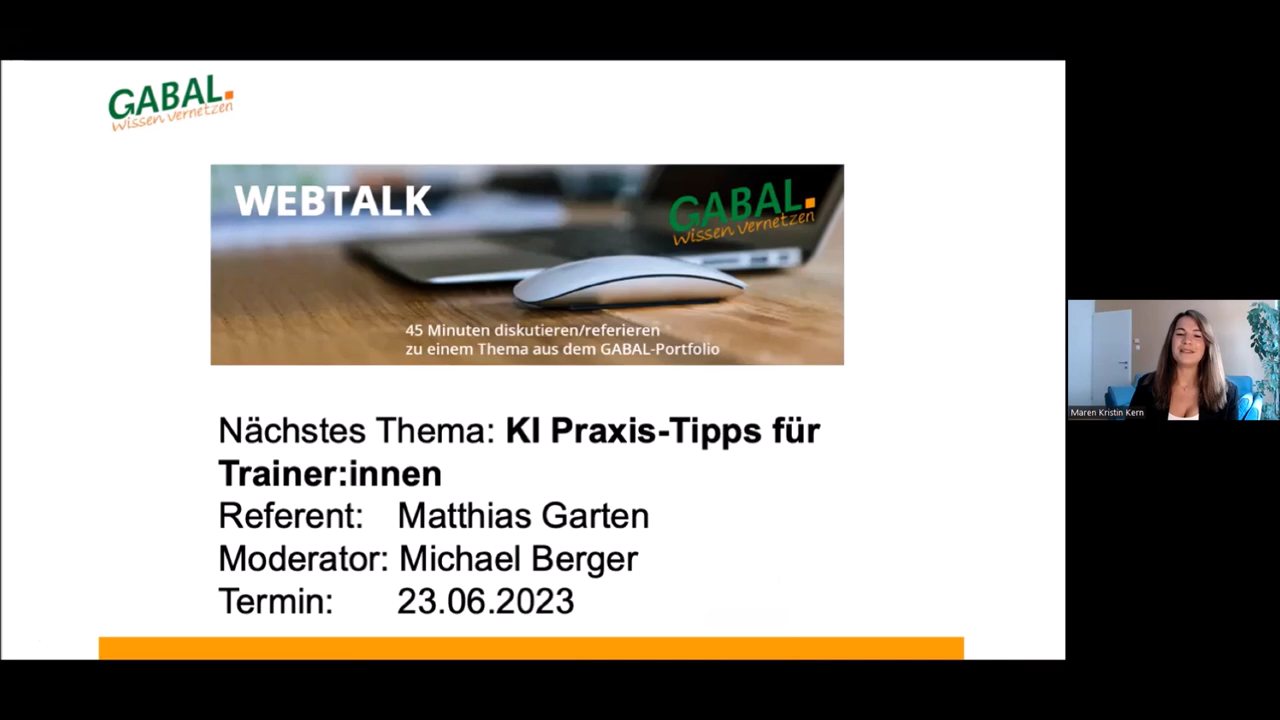 GABAL.
Wissen vernetzen
WEBTALK
GABAL.
Wissen vernetzen
45 Minuten diskutieren/referieren
zu einem Thema aus dem GABAL-Portfolio
Nächstes Thema: KI Praxis-Tipps für
Trainer:innen
Referent: Matthias Garten
Moderator: Michael Berger
Termin: 23.06.2023
Maren Kristin Kern